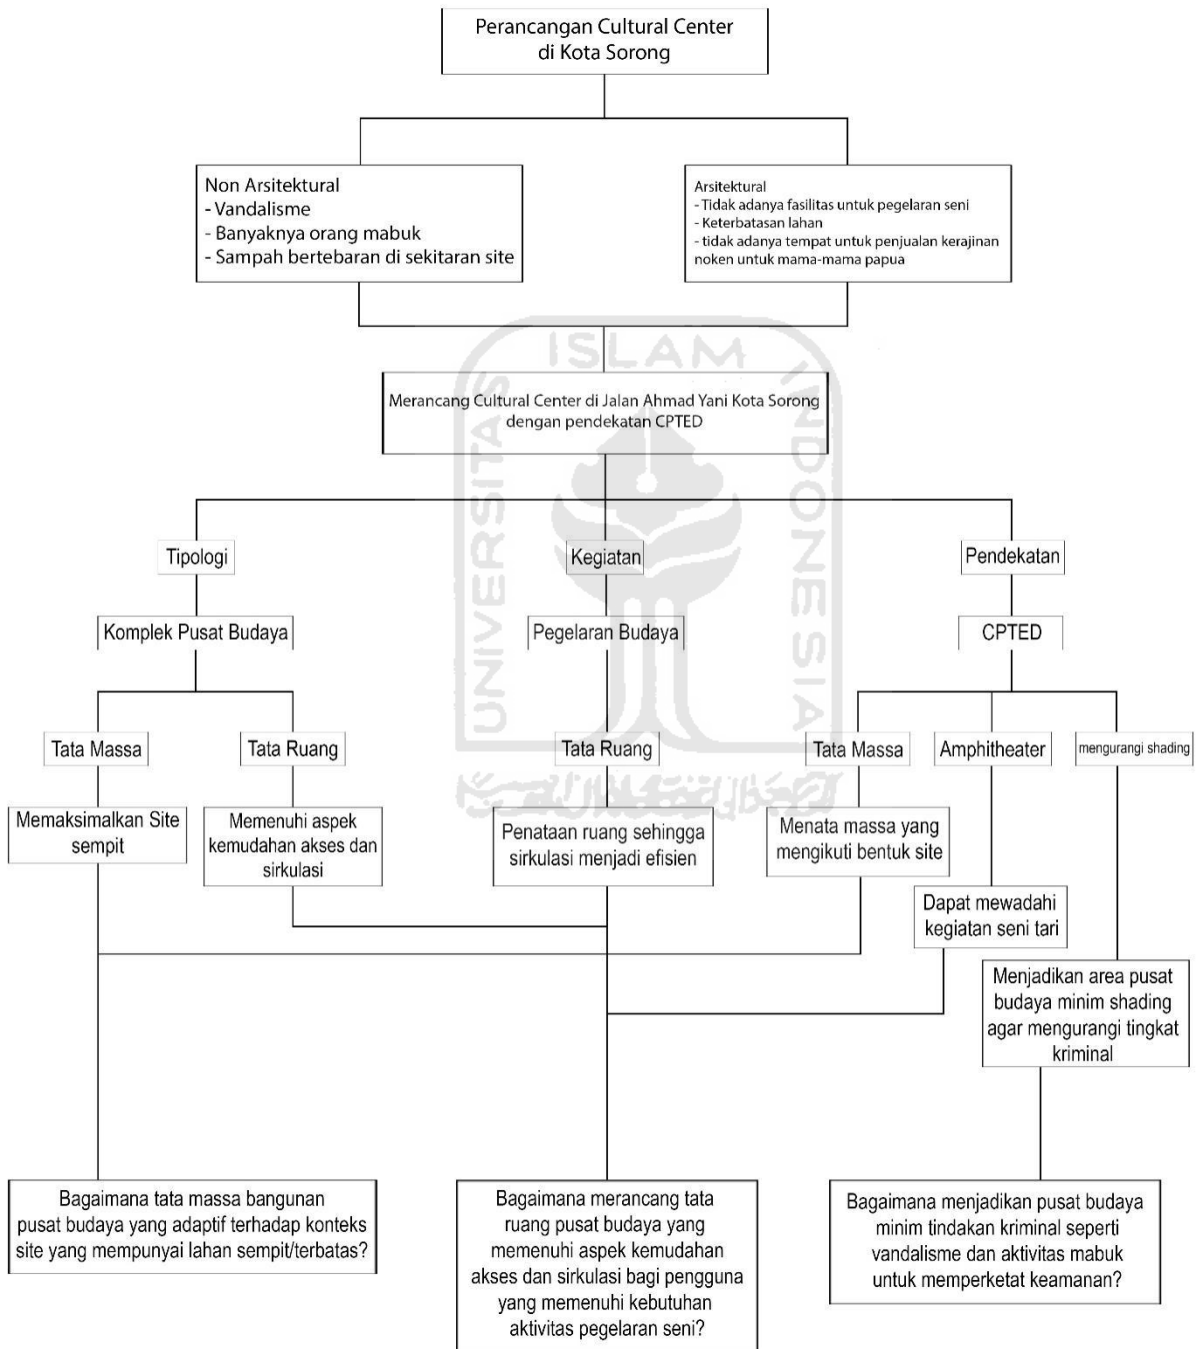 Perancangan Cultural Center
di Kota Sorong
Non Arsitektural
- Vandalisme
- Banyaknya orang mabuk
- Sampah bertebaran di sekitaran site
Arsitektural
- Tidak adanya fasilitas untuk pegelaran seni
- Keterbatasan lahan
- tidak adanya tempat untuk penjualan kerajinan
noken untuk mama-mama papua
ISLAM
UNIVERSITAS
INDONESIA
Merancang Cultural Center di Jalan Ahmad Yani Kota Sorong
dengan pendekatan CPTED
Tipologi
Kegiatan
Pendekatan
Komplek Pusat Budaya
Pegelaran Budaya
CPTED
Tata Massa
Tata Ruang
Tata Ruang
Tata Massa
Amphitheater
mengurangi shading
Memaksimalkan Site
sempit
Memenuhi aspek
kemudahan akses dan
sirkulasi
Penataan ruang sehingga
sirkulasi menjadi efisien
Menata massa yang
mengikuti bentuk site
Dapat mewadahi
kegiatan seni tari
Menjadikan area pusat
budaya minim shading
agar mengurangi tingkat
kriminal
Bagaimana tata massa bangunan
pusat budaya yang adaptif terhadap konteks
site yang mempunyai lahan sempit/terbatas?
Bagaimana merancang tata
ruang pusat budaya yang
memenuhi aspek kemudahan
akses dan sirkulasi bagi pengguna
yang memenuhi kebutuhan
aktivitas pegelaran seni?
Bagaimana menjadikan pusat budaya
minim tindakan kriminal seperti
vandalisme dan aktivitas mabuk
untuk memperketat keamanan?